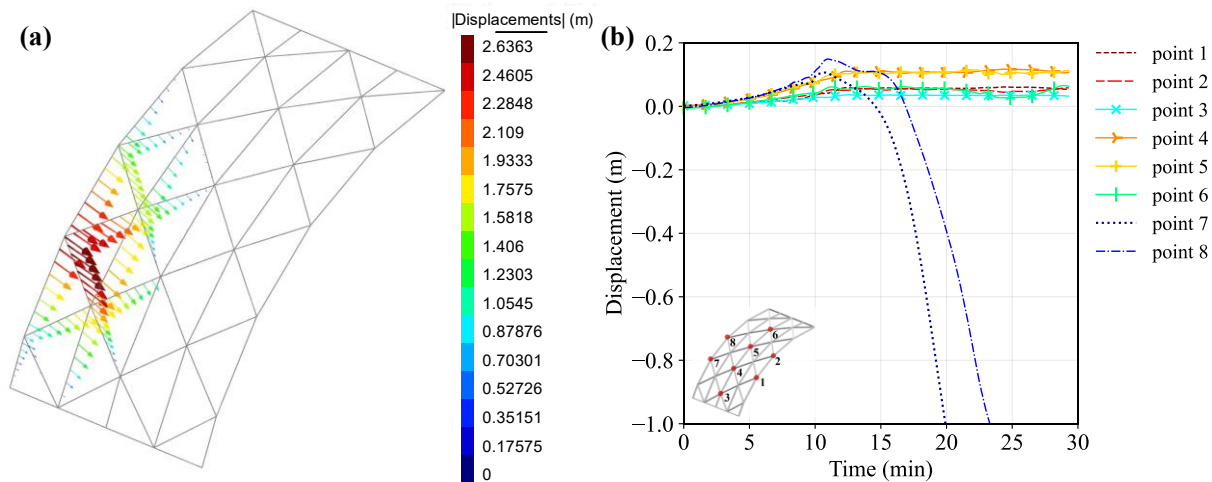 (a)
|Displacements| (m)
2.6363
2.4605
2.2848
2.109
1.9333
1.7575
1.5818
1.406
1.2303
1.0545
0.87876
0.70301
0.52726
0.35151
0.17575
0
(b)
0.2
0.0
−0.2
−0.4
−0.6
−0.8
−1.0
Displacement (m)
0 5 10 15 20 25 30
Time (min)
8 6
7 5 2
4
3 1
point 1
point 2
point 3
point 4
point 5
point 6
point 7
point 8